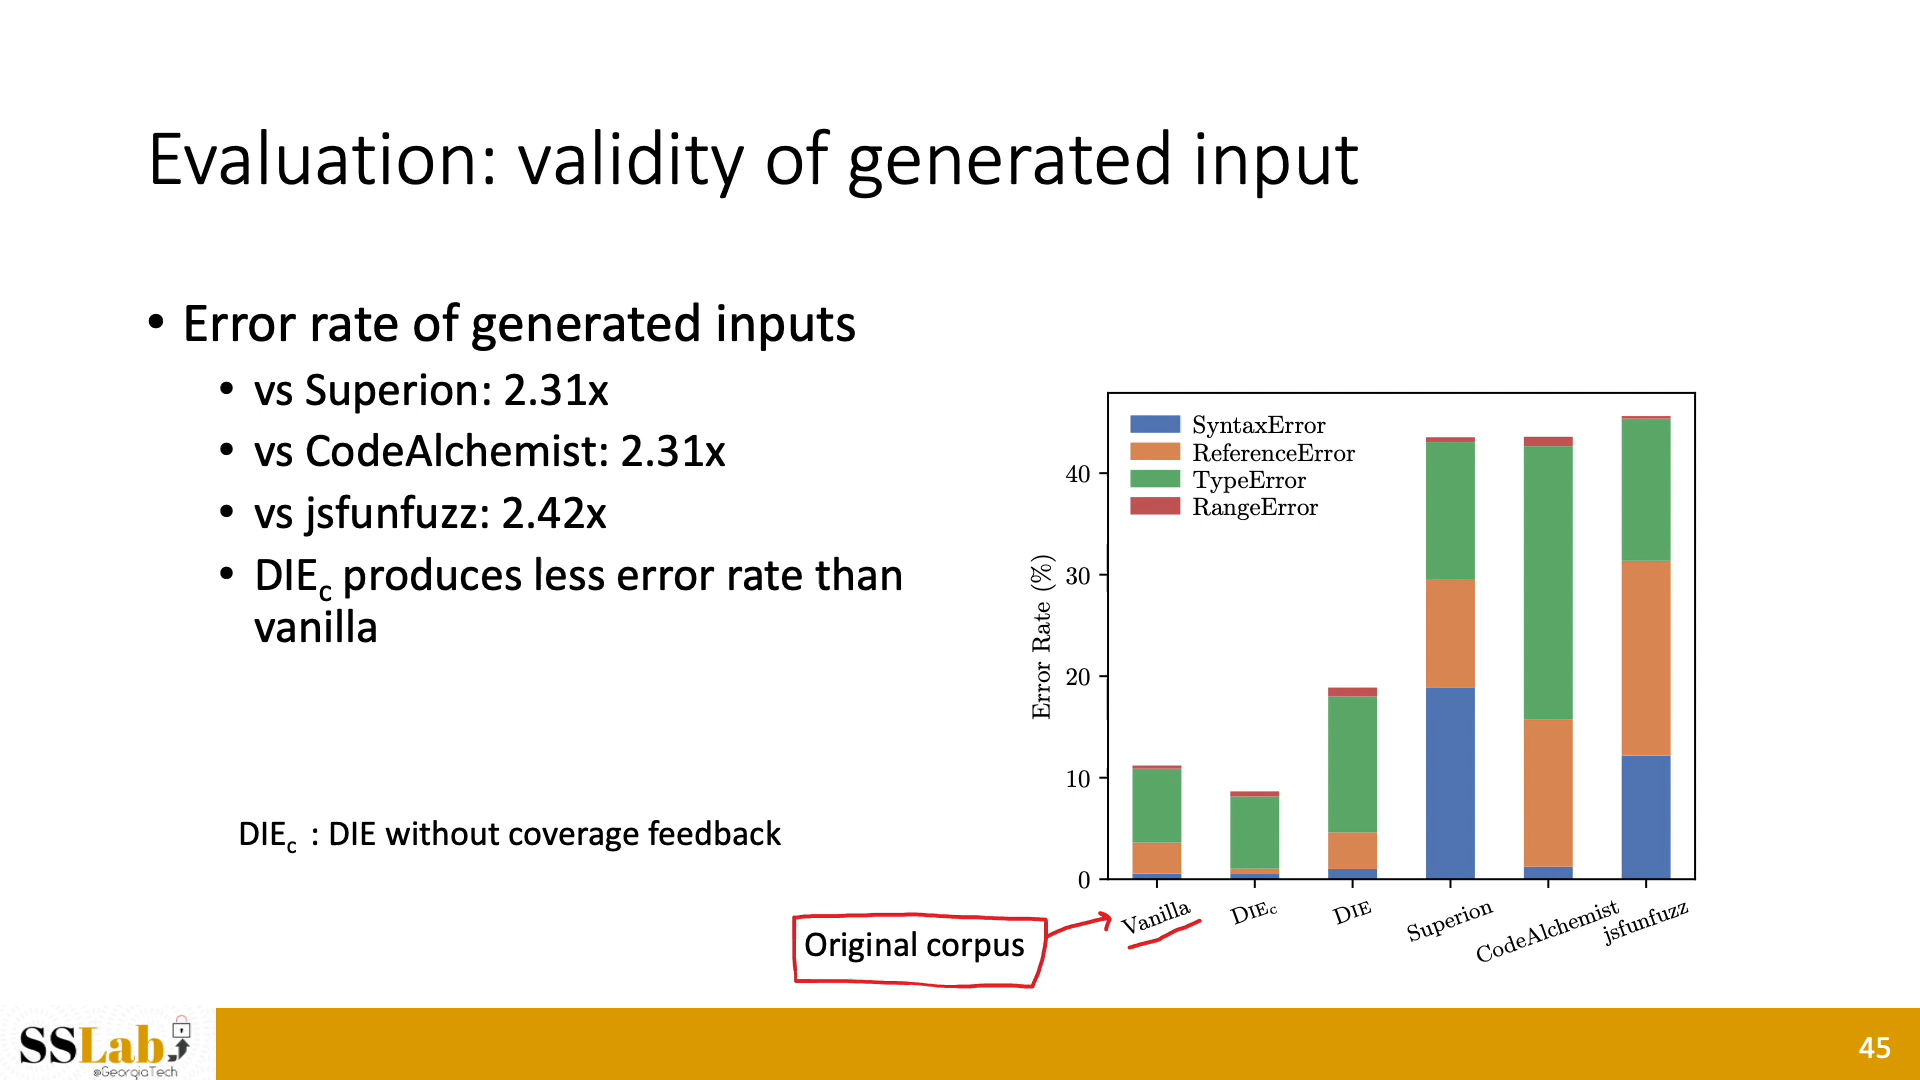 Evaluation: validity of generated input
• Error rate of generated inputs
• vs Superion: 2.31x
• vs CodeAlchemist: 2.31x
• vs jsfunfuzz: 2.42x
• DIEc produces less error rate than
vanilla
DIEc : DIE without coverage feedback
Original corpus
SyntaxError
ReferenceError
TypeError
RangeError
Error Rate (%)
40
30
20
10
0
Vanilla
DIEc
DIE
Superion
CodeAlchemist
jsfunfuzz
SSLab
@GeorgiaTech
45